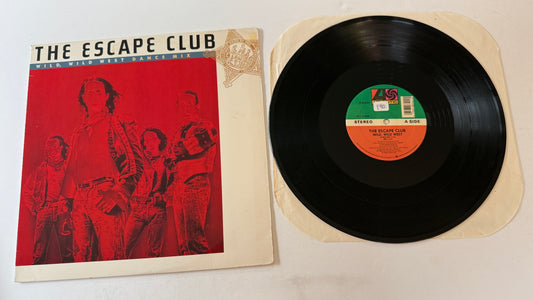 THE ESCAPE CLUB
WILD, WILD WEST DANCE MIX
STEREO
A-SIDE
THE ESCAPE CLUB
WILD, WILD WEST